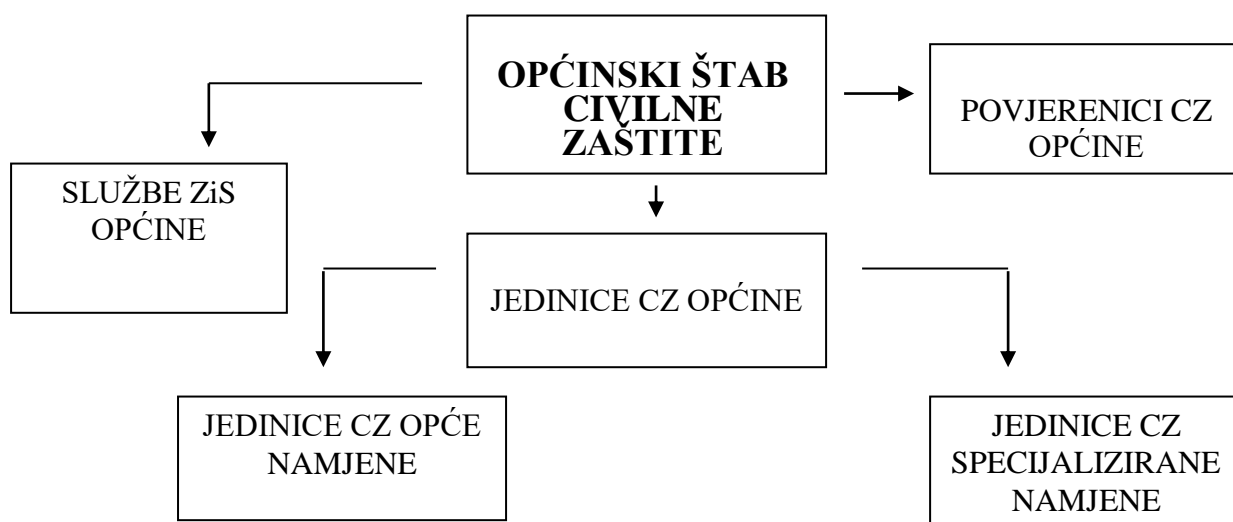 OPĆINSKI ŠTAB
CIVILNE
ZAŠTITE
POVJERENICI CZ
OPĆINE
SLUŽBE ZiS
OPĆINE
JEDINICE CZ OPĆINE
JEDINICE CZ OPĆE
NAMJENE
JEDINICE CZ
SPECIJALIZIRANE
NAMJENE